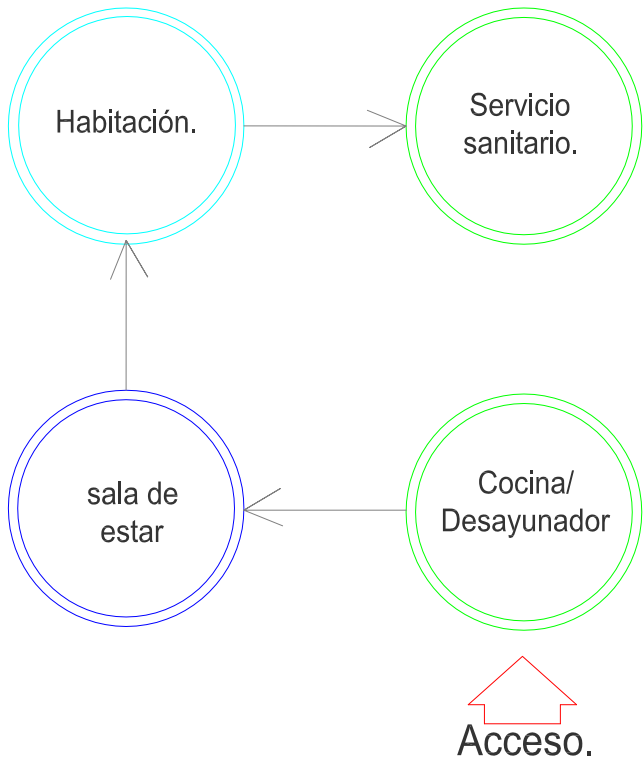 Habitación.
Servicio
sanitario.
sala de
estar
Cocina/
Desayunador
Acceso.